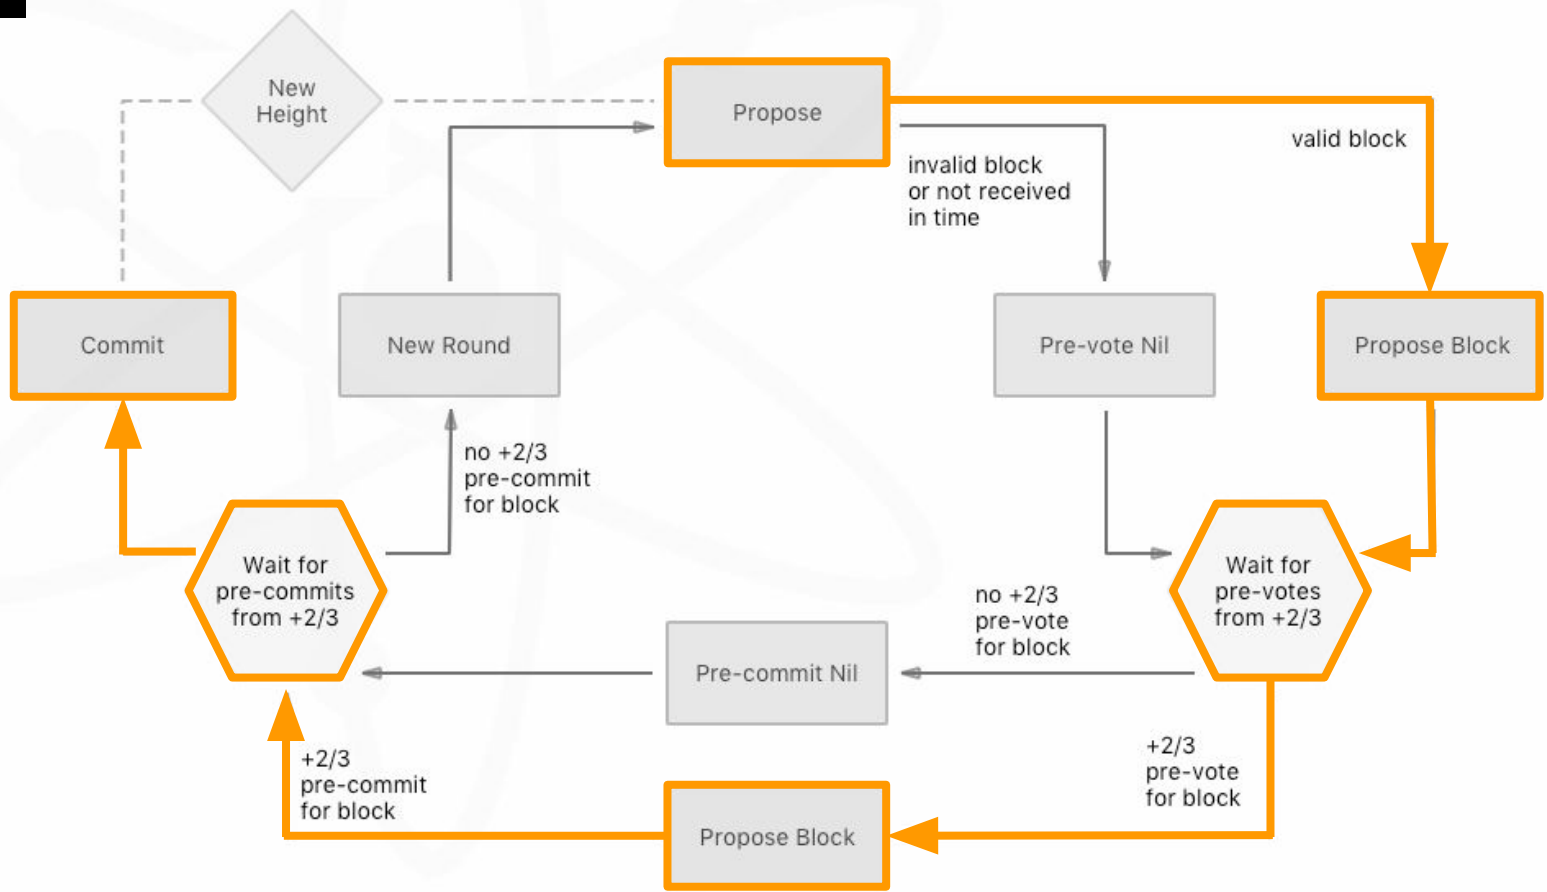 New
Height
Propose
valid block
invalid block
or not received
in time
Commit
New Round
Pre-vote Nil
Propose Block
no +2/3
pre-commit
for block
Wait for
pre-commits
from +2/3
Wait for
pre-votes
from +2/3
no +2/3
pre-vote
for block
Pre-commit Nil
+2/3
pre-commit
for block
+2/3
pre-vote
for block
Propose Block